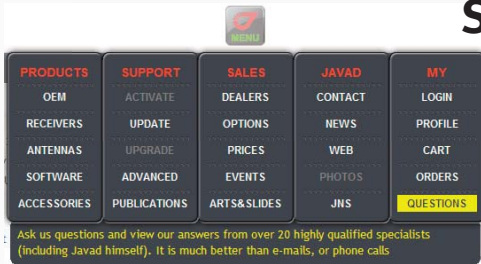 S
MENU
PRODUCTS SUPPORT SALES JAVAD MY
OEM ACTIVATE DEALERS CONTACT LOGIN
RECEIVERS UPDATE OPTIONS NEWS PROFILE
ANTENNAS UPGRADE PRICES WEB CART
SOFTWARE ADVANCED EVENTS PHOTOS ORDERS
ACCESSORIES PUBLICATIONS ARTS&SLIDES JNS QUESTIONS
Ask us questions and view our answers from over 20 highly qualified specialists
(including Javad himself). It is much better than e-mails, or phone calls